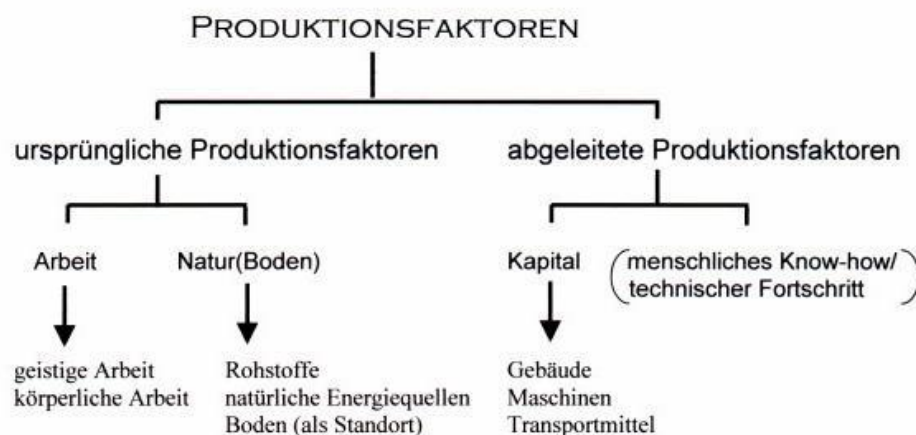 PRODUKTIONSFAKTOREN
ursprüngliche Produktionsfaktoren
abgeleitete Produktionsfaktoren
Arbeit
Natur(Boden)
Kapital
(menschliches Know-how/
technischer Fortschritt)
geistige Arbeit
körperliche Arbeit
Rohstoffe
natürliche Energiequellen
Boden (als Standort)
Gebäude
Maschinen
Transportmittel